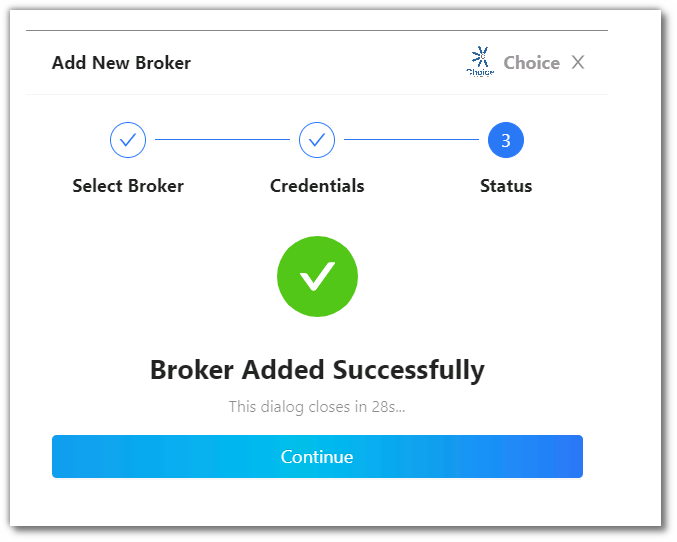 Add New Broker
Choice
Choice
3
Select Broker
Credentials
Status
Broker Added Successfully
This dialog closes in 28s...
Continue